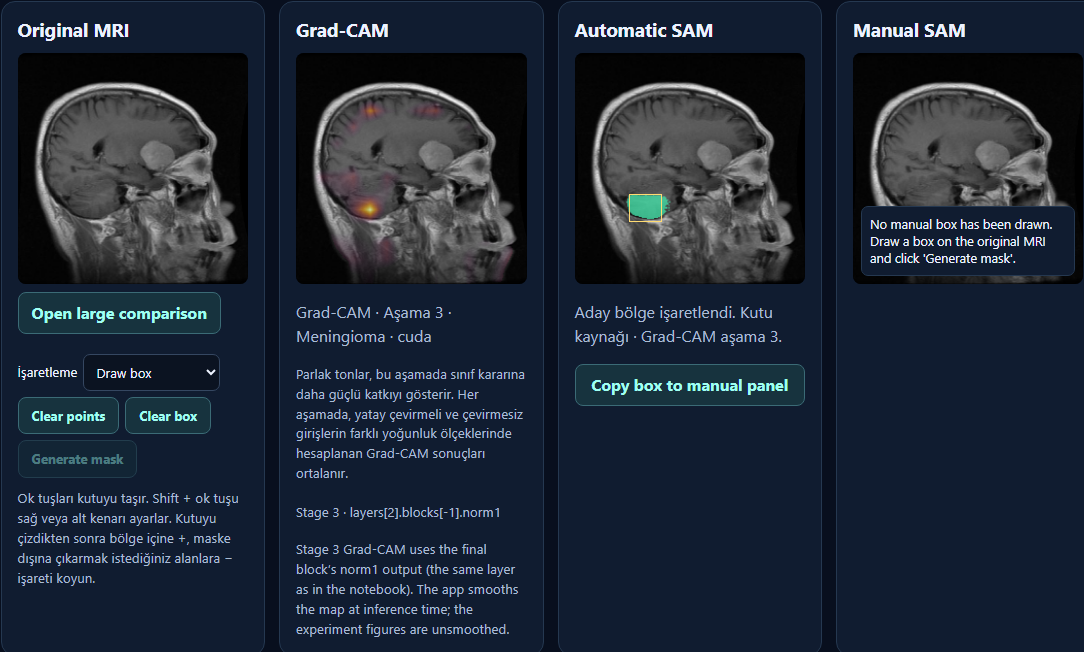 Original MRI
Open large comparison
İşaretleme Draw box
Clear points Clear box
Generate mask
Ok tuşları kutuyu taşır. Shift + ok tuşu
sağ veya alt kenarı ayarlar. Kutuyu
çizdikten sonra bölge içine +, maske
dışına çıkarmak istediğiniz alanlara −
işareti koyun.
Grad-CAM
Grad-CAM · Aşama 3 ·
Meningioma · cuda
Parlak tonlar, bu aşamada sınıf kararına
daha güçlü katkıyı gösterir. Her
aşamada, yatay çevirmeli ve çevirmesiz
girişlerin farklı yoğunluk ölçeklerinde
hesaplanan Grad-CAM sonuçları
ortalanır.
Stage 3 · layers[2].blocks[-1].norm1
Stage 3 Grad-CAM uses the final
block's norm1 output (the same layer
as in the notebook). The app smooths
the map at inference time; the
experiment figures are unsmoothed.
Automatic SAM
Aday bölge işaretlendi. Kutu
kaynağı · Grad-CAM aşama 3.
Copy box to manual panel
Manual SAM
No manual box has been drawn.
Draw a box on the original MRI
and click 'Generate mask'.